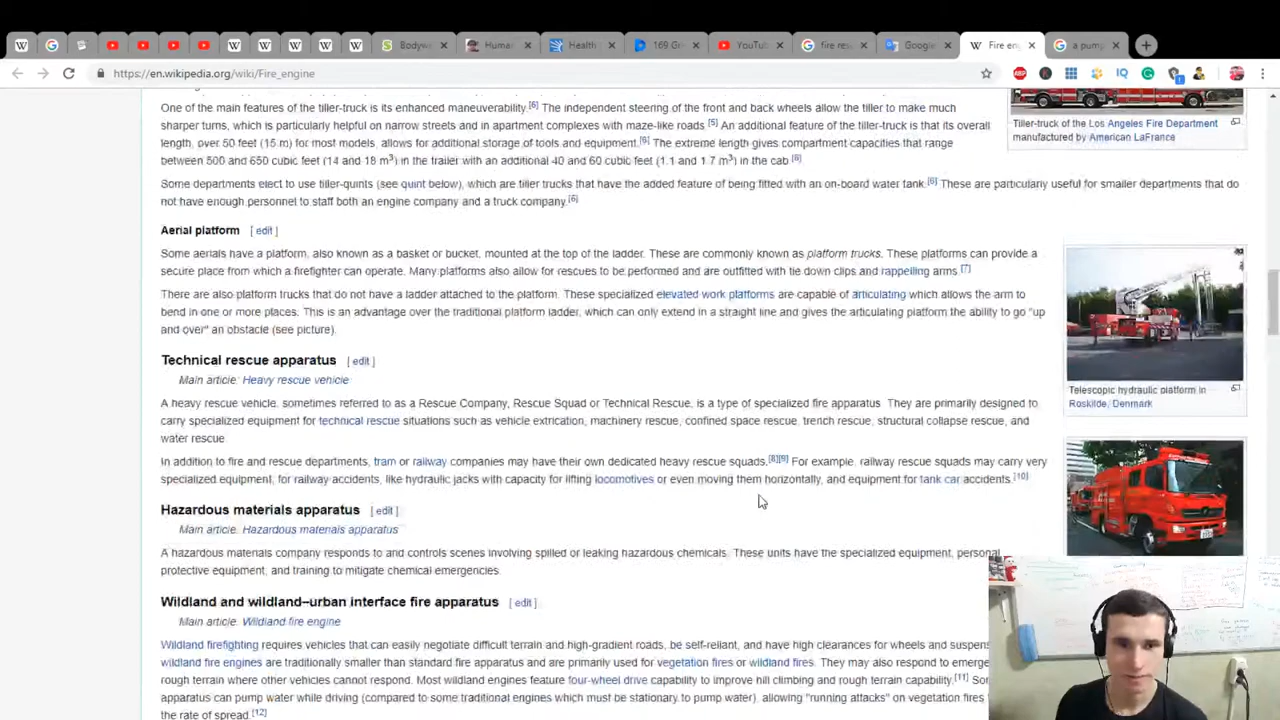 Bodyw
Human
Health
169 Gr
YouTub
fire res
Google
Fire en
a pump
https://en.wikipedia.org/wiki/Fire_engine
One of the main features of the tiller-truck is its enhanced maneuverability.[6] The independent steering of the front and back wheels allow the tiller to make much
sharper turns, which is particularly helpful on narrow streets and in apartment complexes with maze-like roads.[5] An additional feature of the tiller-truck is that its overall
length, over 50 feet (15 m) for most models, allows for additional storage of tools and equipment.[6] The extreme length gives compartment capacities that range
between 500 and 650 cubic feet (14 and 18 m3) in the trailer with an additional 40 and 60 cubic feet (1.1 and 1.7 m3) in the cab.[6]
Some departments elect to use tiller-quints (see quint below), which are tiller trucks that have the added feature of being fitted with an on-board water tank.[6] These are particularly useful for smaller departments that do
not have enough personnel to staff both an engine company and a truck company.[6]
Tiller-truck of the Los Angeles Fire Department
manufactured by American LaFrance
Aerial platform [ edit ]
Some aerials have a platform, also known as a basket or bucket, mounted at the top of the ladder. These are commonly known as platform trucks. These platforms can provide a
secure place from which a firefighter can operate. Many platforms also allow for rescues to be performed and are outfitted with tie down clips and rappelling arms.[7]
There are also platform trucks that do not have a ladder attached to the platform. These specialized elevated work platforms are capable of articulating which allows the arm to
bend in one or more places. This is an advantage over the traditional platform ladder, which can only extend in a straight line and gives the articulating platform the ability to go "up
and over" an obstacle (see picture).
Telescopic hydraulic platform in
Roskilde, Denmark
Technical rescue apparatus [ edit ]
Main article: Heavy rescue vehicle
A heavy rescue vehicle, sometimes referred to as a Rescue Company, Rescue Squad or Technical Rescue, is a type of specialized fire apparatus. They are primarily designed to
carry specialized equipment for technical rescue situations such as vehicle extrication, machinery rescue, confined space rescue, trench rescue, structural collapse rescue, and
water rescue.
In addition to fire and rescue departments, tram or railway companies may have their own dedicated heavy rescue squads.[8][9] For example, railway rescue squads may carry very
specialized equipment, for railway accidents, like hydraulic jacks with capacity for lifting locomotives or even moving them horizontally, and equipment for tank car accidents.[10]
Hazardous materials apparatus [ edit ]
Main article: Hazardous materials apparatus
A hazardous materials company responds to and controls scenes involving spilled or leaking hazardous chemicals. These units have the specialized equipment, personal
protective equipment, and training to mitigate chemical emergencies.
Wildland and wildland–urban interface fire apparatus [ edit ]
Main article: Wildland fire engine
Wildland firefighting requires vehicles that can easily negotiate difficult terrain and high-gradient roads, be self-reliant, and have high clearances for wheels and suspens
wildland fire engines are traditionally smaller than standard fire apparatus and are primarily used for vegetation fires or wildland fires. They may also respond to emerge
rough terrain where other vehicles cannot respond. Most wildland engines feature four-wheel drive capability to improve hill climbing and rough terrain capability.[11] So
apparatus can pump water while driving (compared to some traditional engines which must be stationary to pump water), allowing "running attacks" on vegetation fires
the rate of spread.[12]